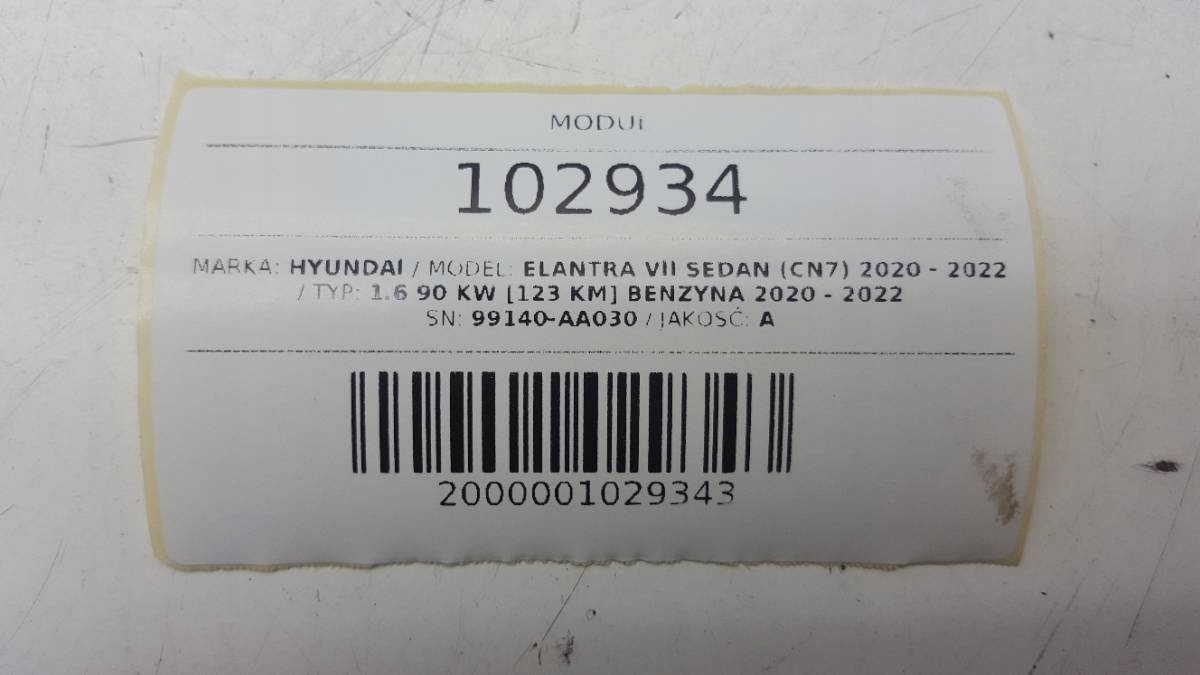 MODUł
102934
MARKA: HYUNDAI / MODEL: ELANTRA VII SEDAN (CN7) 2020 - 2022
/ TYP: 1.6 90 KW [123 KM] BENZYNA 2020 - 2022
SN: 99140-AA030 / JAKOŚĆ: A
2000001029343